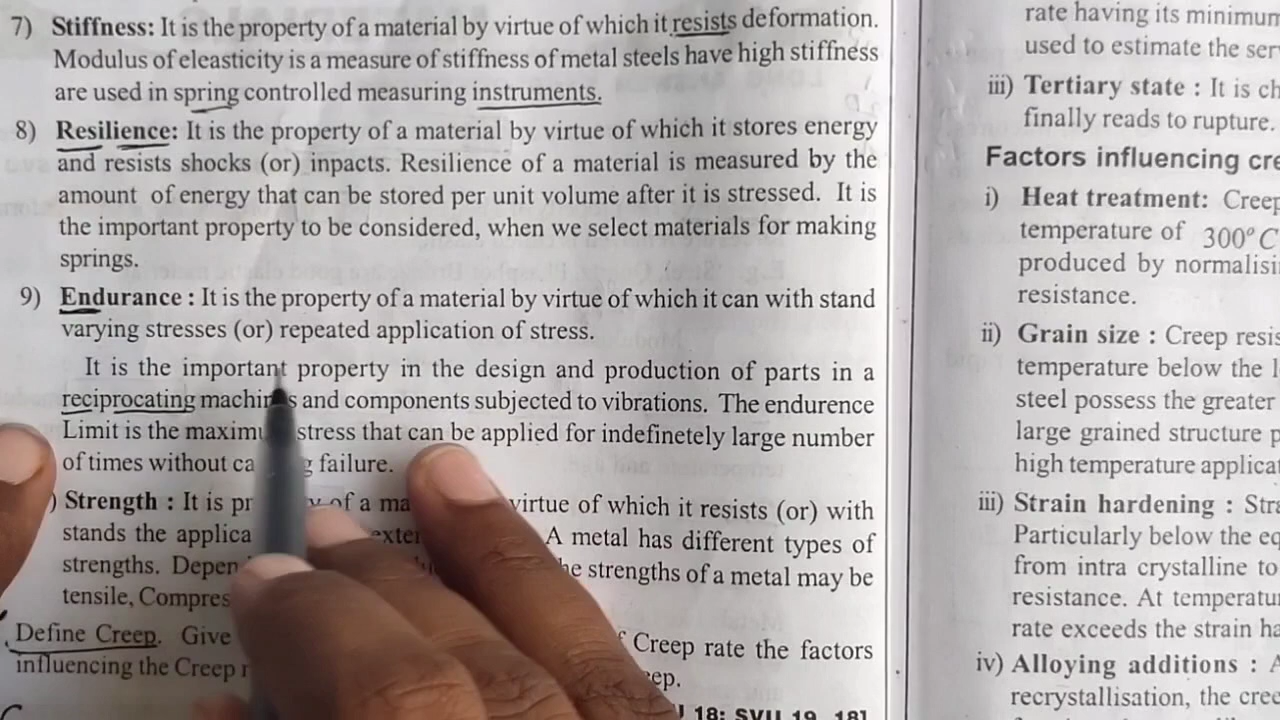 7) Stiffness: It is the property of a material by virtue of which it resists deformation.
Modulus of eleasticity is a measure of stiffness of metal steels have high stiffness
are used in spring controlled measuring instruments.
8) Resilience: It is the property of a material by virtue of which it stores energy
and resists shocks (or) inpacts. Resilience of a material is measured by the
amount of energy that can be stored per unit volume after it is stressed. It is
the important property to be considered, when we select materials for making
springs.
9) Endurance : It is the property of a material by virtue of which it can with stand
varying stresses (or) repeated application of stress.
It is the important property in the design and production of parts in a
reciprocating and components subjected to vibrations. The endurence
Limit is the stress that can be applied for indefinetely large number
of times without failure.
) Strength : It is of a virtue of which it resists (or) with
stands the A metal has different types of
strengths. strengths of a metal may be
tensile,
Define Creep. Give Creep rate the factors
influencing the Creep
18: SVU 19, 18]
rate having its
used to estimate the
iii) Tertiary state : It is
finally reads to rupture.
Factors influencing
i) Heat treatment:
temperature of 300° C
produced by
resistance.
ii) Grain size : Creep
temperature below the
steel possess the greater
large grained structure
high temperature
iii) Strain hardening :
Particularly below the
from intra crystalline to
resistance. At
rate exceeds the strain
iv) Alloying additions :
recrystallisation, the